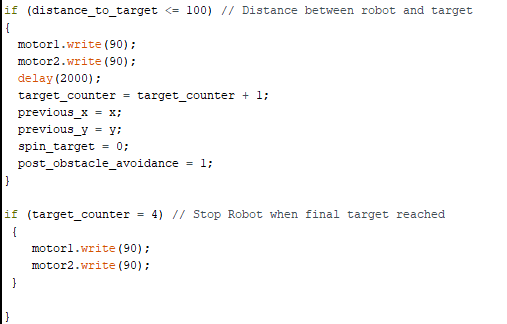 if (distance_to_target <= 100) // Distance between robot and target
{
motor1.write(90);
motor2.write(90);
delay(2000);
target_counter = target_counter + 1;
previous_x = x;
previous_y = y;
spin_target = 0;
post_obstacle_avoidance = 1;
}
if (target_counter = 4) // Stop Robot when final target reached
{
motor1.write(90);
motor2.write(90);
}
}